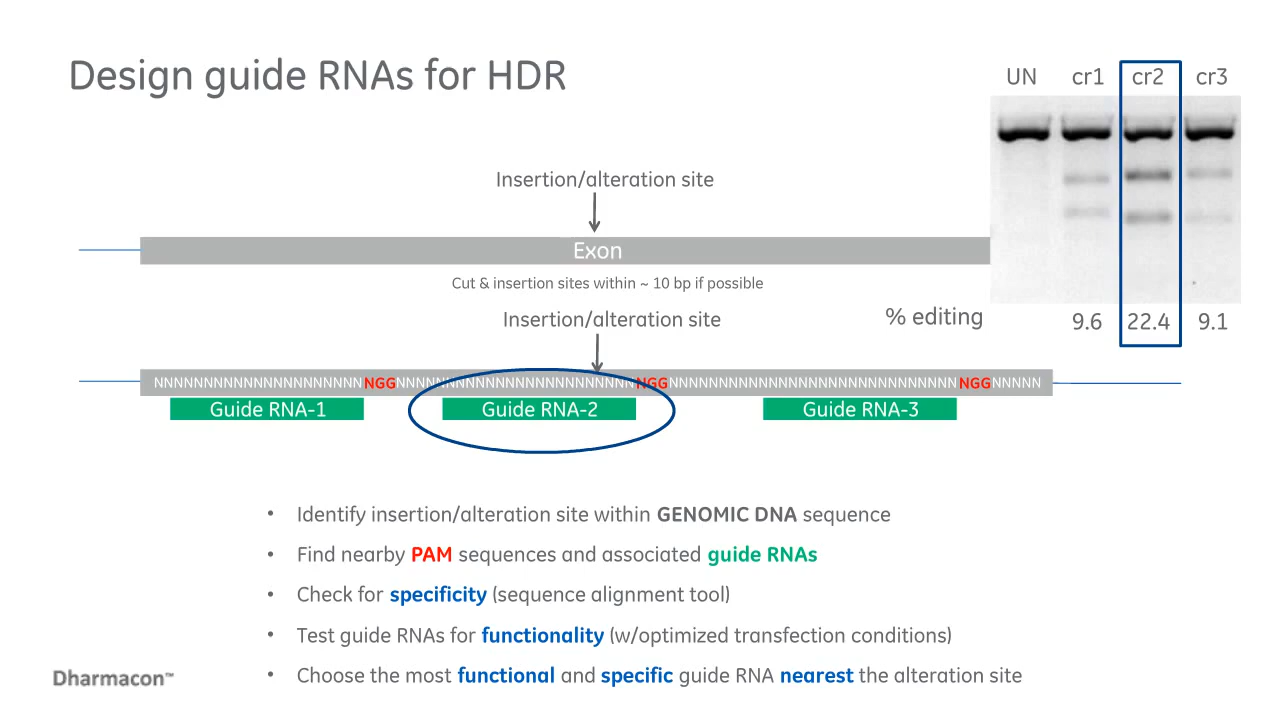 Design guide RNAs for HDR
UN cr1 cr2 cr3
Insertion/alteration site
Exon
Cut & insertion sites within ~ 10 bp if possible
Insertion/alteration site
% editing 9.6 22.4 9.1
NNNNNNNNNNNNNNNNNNNNNNNNNGGNNNNNNNNNNNNNNNNNNNNNNNNNNNNNNNGGNNNNNNNNNNNNNNNNNNNNNNNNNNNNNNNNNNNNNGGNNNNNN
Guide RNA-1 Guide RNA-2 Guide RNA-3
• Identify insertion/alteration site within GENOMIC DNA sequence
• Find nearby PAM sequences and associated guide RNAs
• Check for specificity (sequence alignment tool)
• Test guide RNAs for functionality (w/optimized transfection conditions)
• Choose the most functional and specific guide RNA nearest the alteration site
Dharmacon™